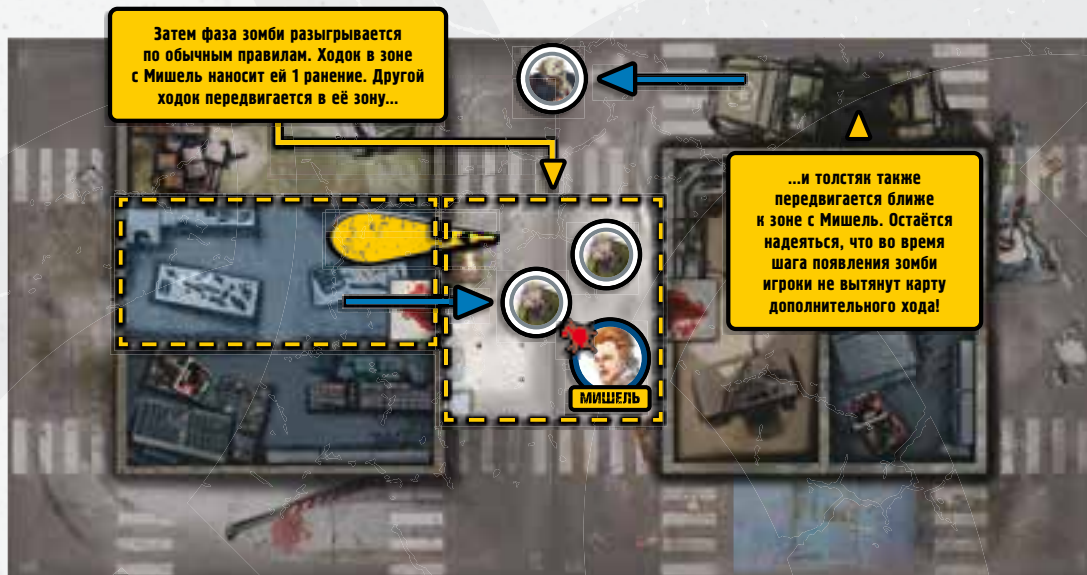 Затем фаза зомби разыгрывается
по обычным правилам. Ходок в зоне
с Мишель наносит ей 1 ранение. Другой
ходок передвигается в её зону...
...и толстяк также
передвигается ближе
к зоне с Мишель. Остаётся
надеяться, что во время
шага появления зомби
игроки не вытянут карту
дополнительного хода!
МИШЕЛЬ